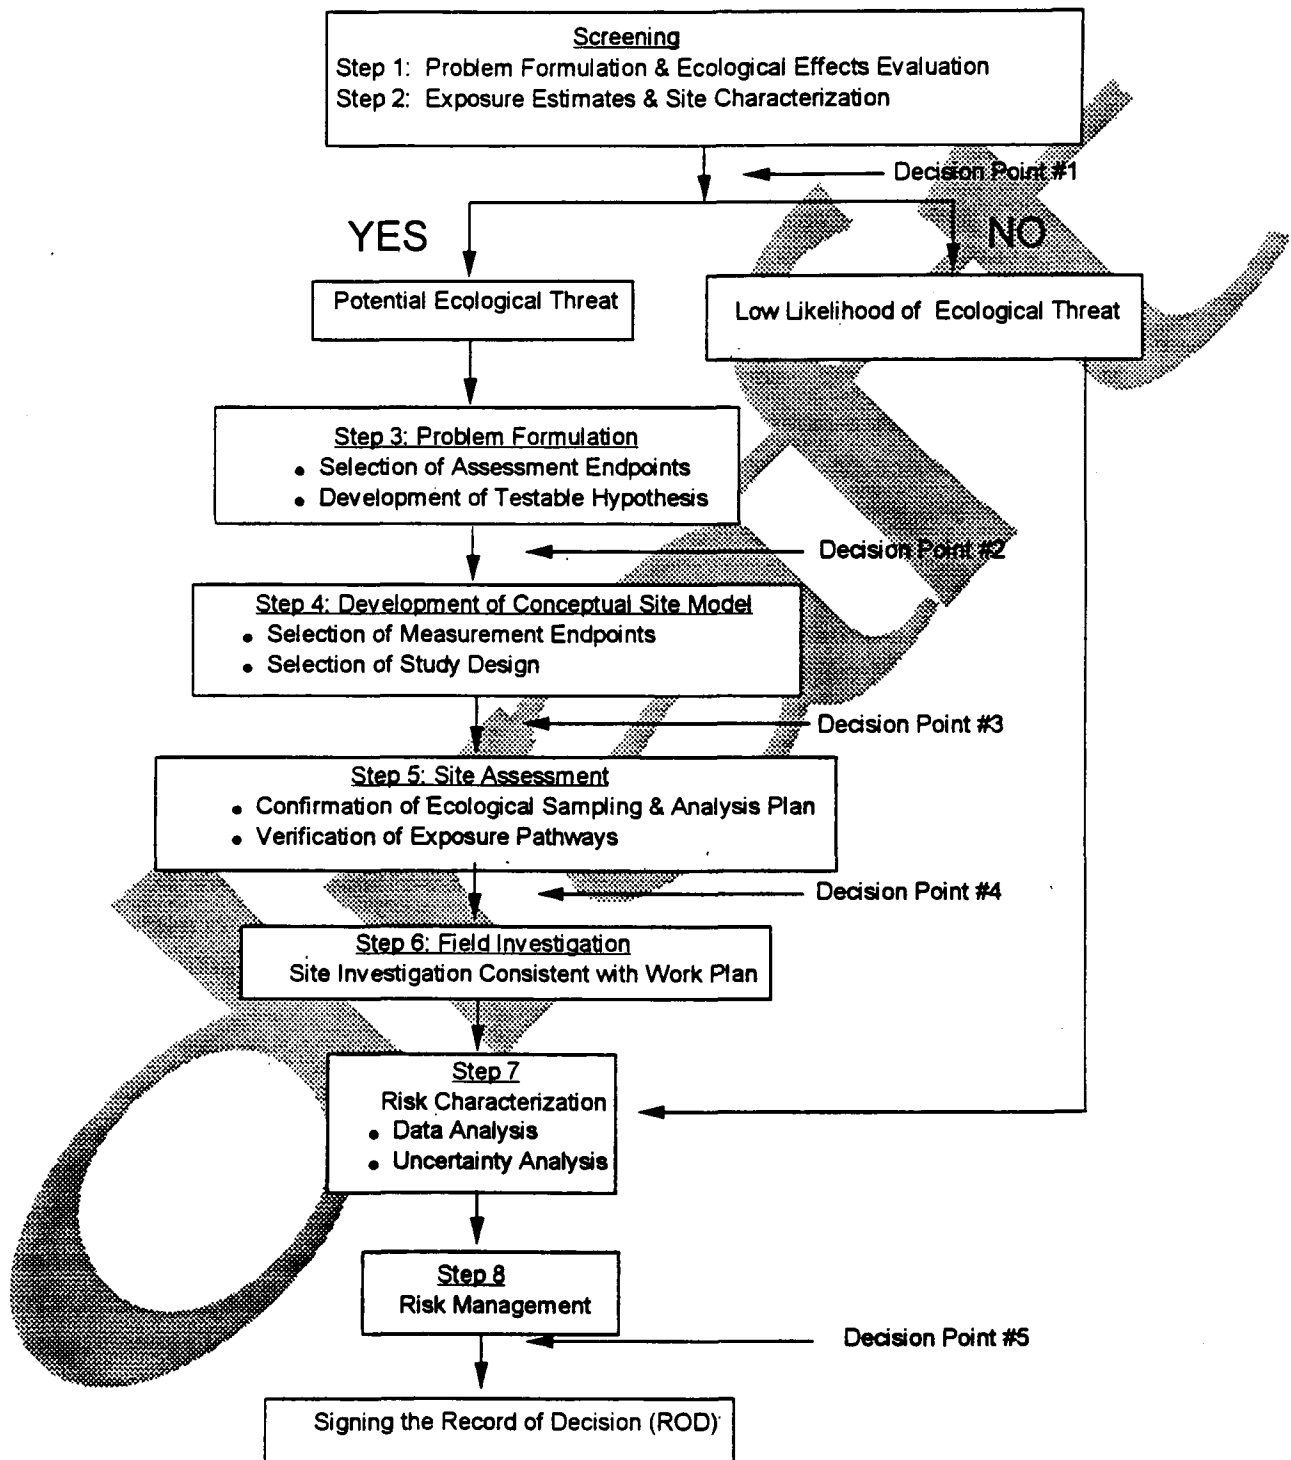 Screening
Step 1: Problem Formulation & Ecological Effects Evaluation
Step 2: Exposure Estimates & Site Characterization
Decision Point #1
YES
NO
Potential Ecological Threat
Low Likelihood of Ecological Threat
Step 3: Problem Formulation
• Selection of Assessment Endpoints
• Development of Testable Hypothesis
Decision Point #2
Step 4: Development of Conceptual Site Model
• Selection of Measurement Endpoints
• Selection of Study Design
Decision Point #3
Step 5: Site Assessment
• Confirmation of Ecological Sampling & Analysis Plan
• Verification of Exposure Pathways
Decision Point #4
Step 6: Field Investigation
Site Investigation Consistent with Work Plan
Step 7
Risk Characterization
• Data Analysis
• Uncertainty Analysis
Step 8
Risk Management
Decision Point #5
Signing the Record of Decision (ROD)